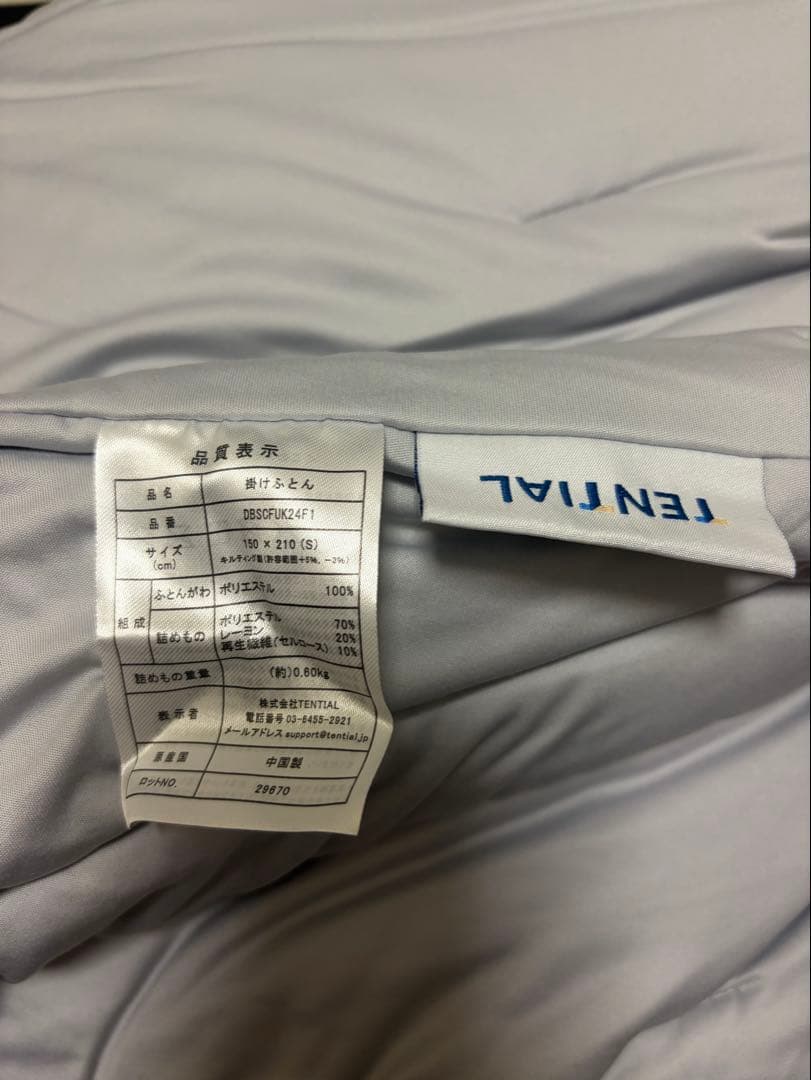 品質表示
品名 掛けふとん
品番 DBSCFUK24F1
サイズ(cm) 150 × 210 (S)
キルティング製(許容範囲+5%, -3%)
組成 ふとんがわ ポリエステル 100%
詰めもの ポリエステル 70%
レーヨン 20%
再生繊維(セルロース) 10%
詰めもの重量 (約)0.60kg
表示者 株式会社TENTIAL
電話番号 03-6455-2921
メールアドレス support@tential.jp
原産国 中国製
ロットNO. 29670
TENTIAL